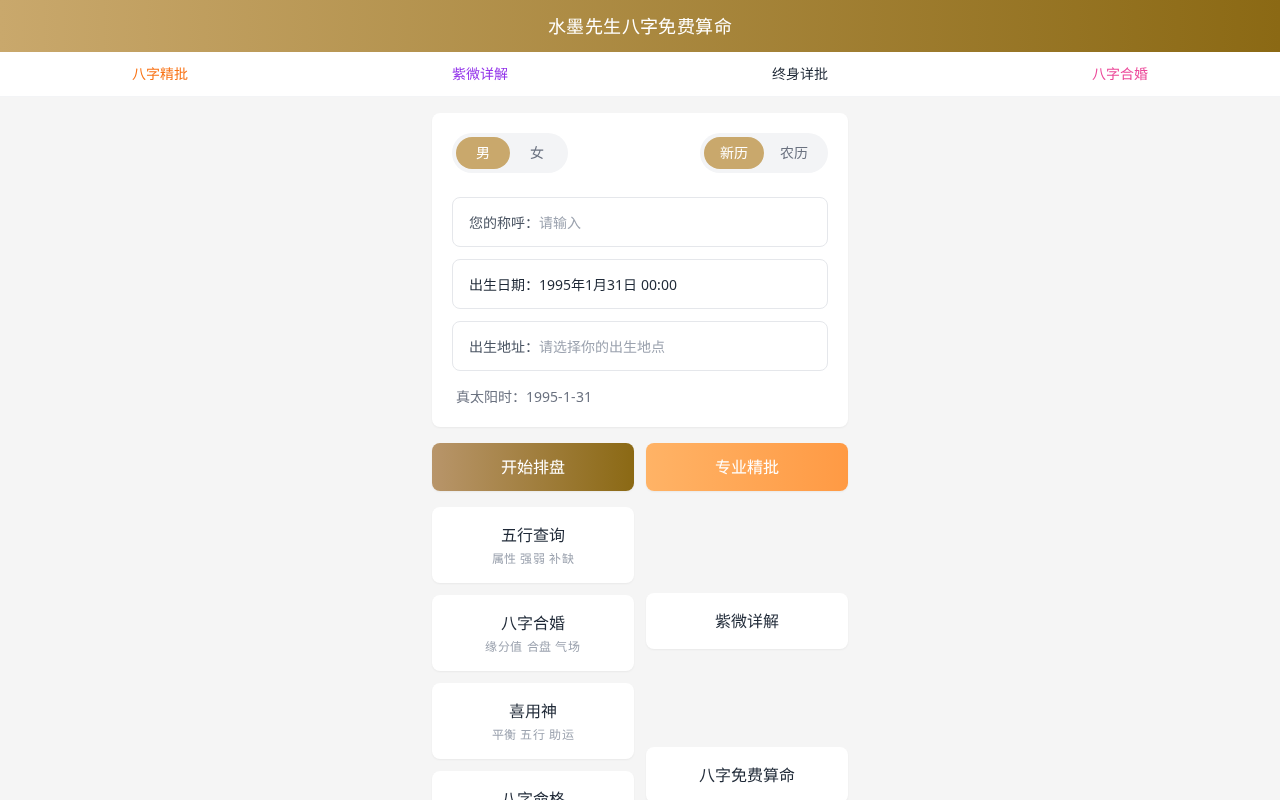 水墨先生八字免费算命
八字精批 紫微详解 终身详批 八字合婚
男 女 新历 农历
您的称呼：请输入
出生日期：1995年1月31日 00:00
出生地址：请选择你的出生地点
真太阳时：1995-1-31
开始排盘 专业精批
五行查询
属性 强弱 补缺
八字合婚
缘分值 合盘 气场
紫微详解
喜用神
平衡 五行 助运
八字免费算命
八字命格